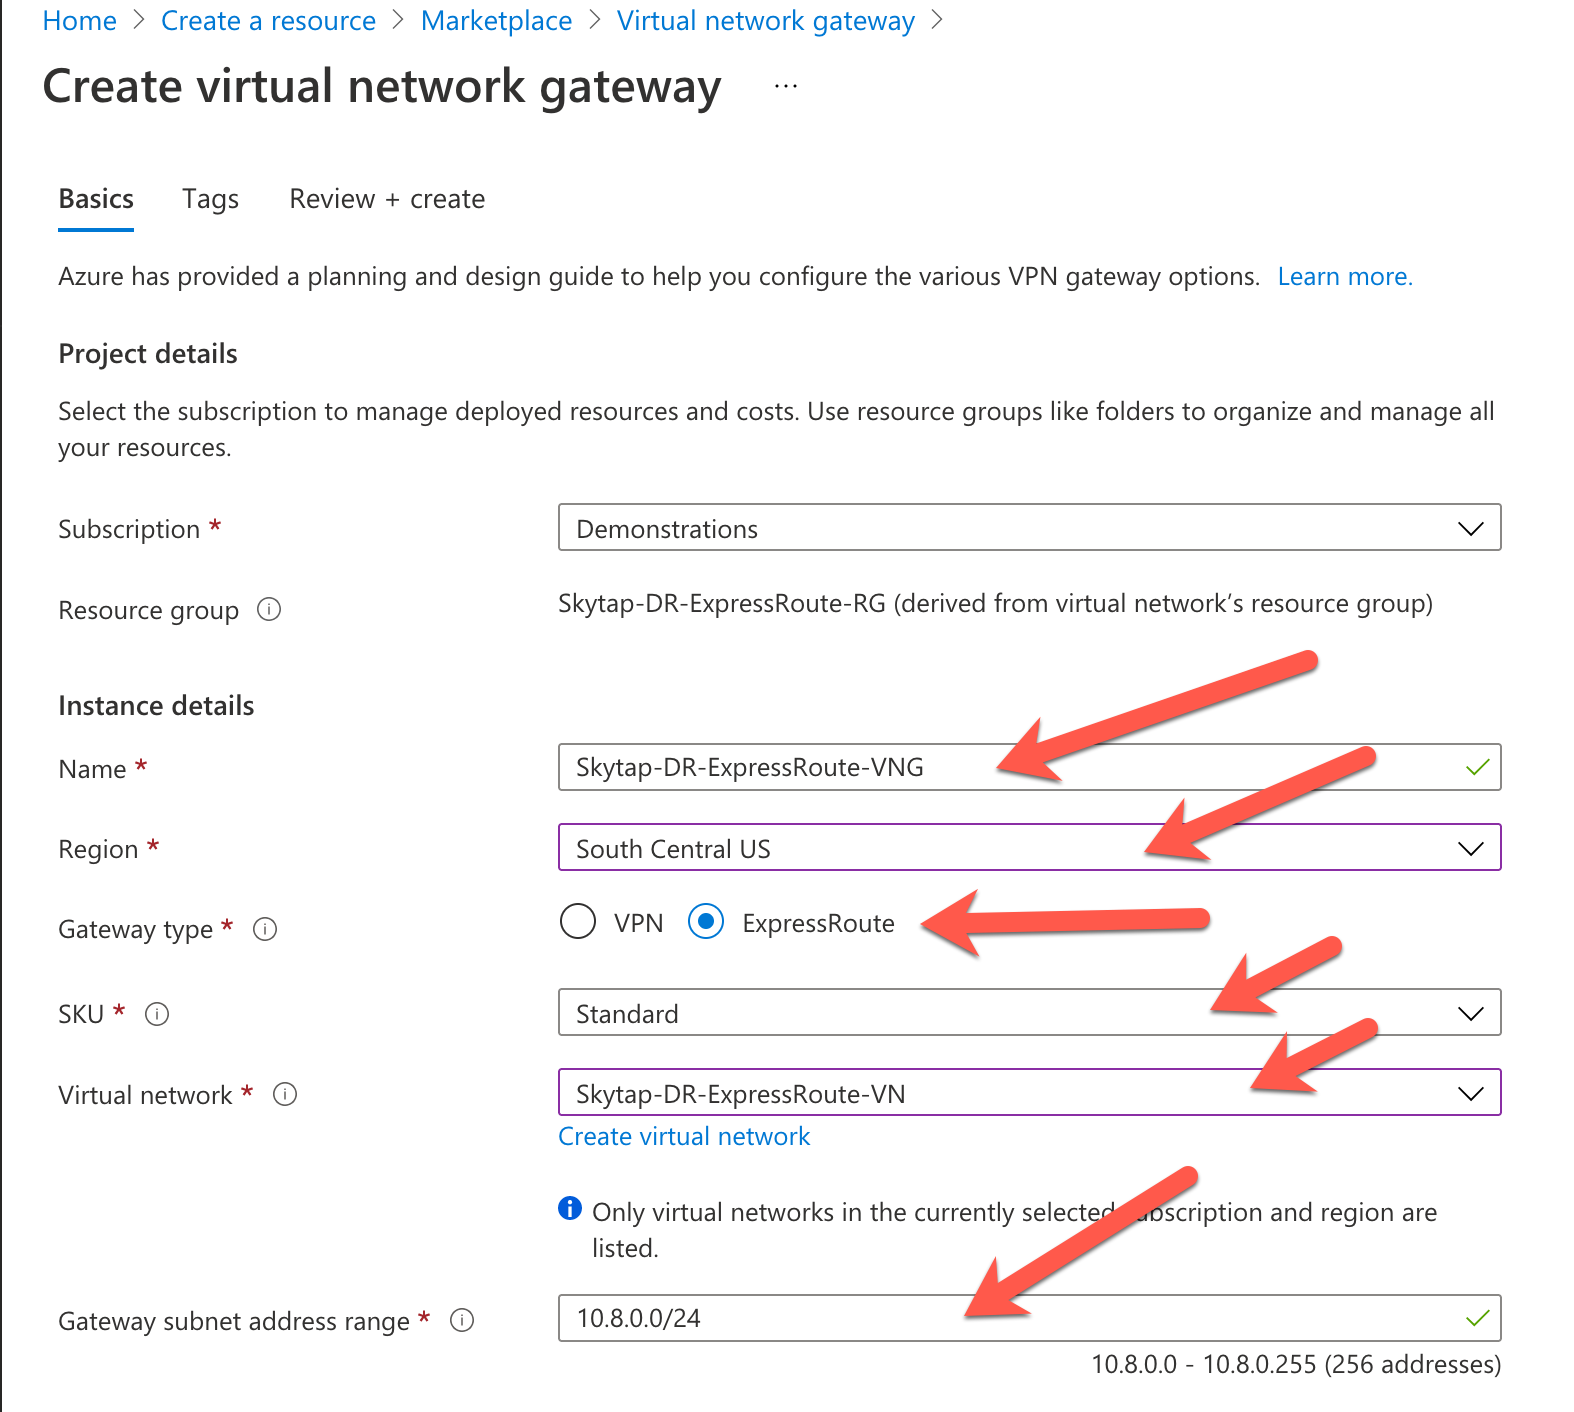 Home > Create a resource > Marketplace > Virtual network gateway >
Create virtual network gateway ...
Basics Tags Review + create
Azure has provided a planning and design guide to help you configure the various VPN gateway options. Learn more.
Project details
Select the subscription to manage deployed resources and costs. Use resource groups like folders to organize and manage all
your resources.
Subscription * Demonstrations
Resource group Skytap-DR-ExpressRoute-RG (derived from virtual network's resource group)
Instance details
Name * Skytap-DR-ExpressRoute-VNG
Region * South Central US
Gateway type * VPN ExpressRoute
SKU * Standard
Virtual network * Skytap-DR-ExpressRoute-VN
Create virtual network
Only virtual networks in the currently selected subscription and region are
listed.
Gateway subnet address range * 10.8.0.0/24
10.8.0.0 - 10.8.0.255 (256 addresses)